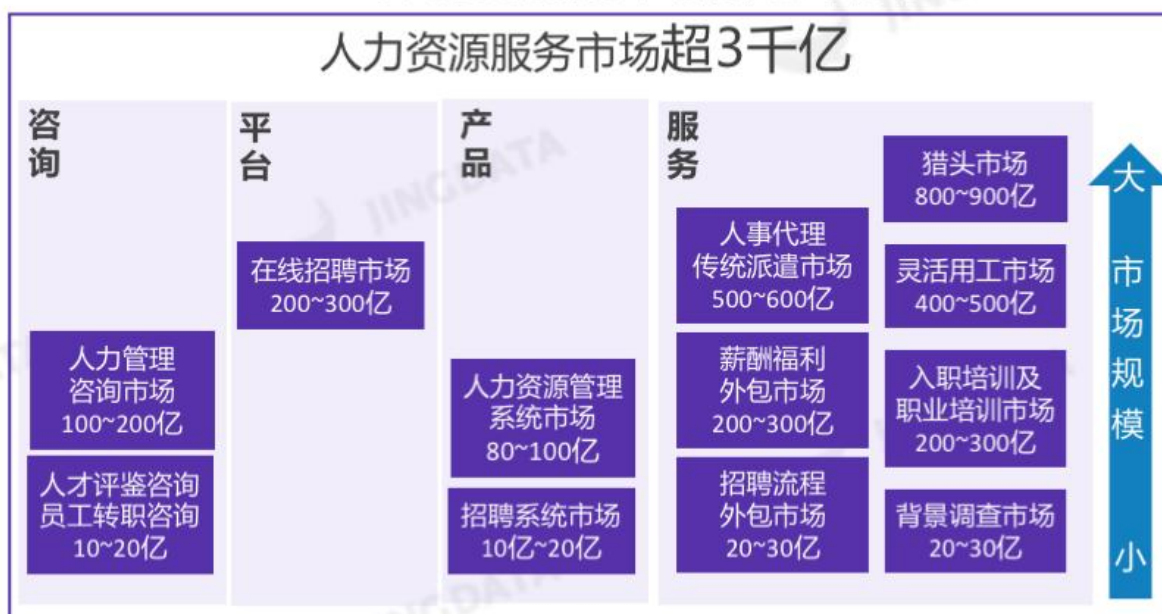 人力资源服务市场超3千亿
咨询
人力管理
咨询市场
100~200亿
人才评鉴咨询
员工转职咨询
10~20亿
平台
在线招聘市场
200~300亿
产品
人力资源管理
系统市场
80~100亿
招聘系统市场
10亿~20亿
服务
人事代理
传统派遣市场
500~600亿
薪酬福利
外包市场
200~300亿
招聘流程
外包市场
20~30亿
猎头市场
800~900亿
灵活用工市场
400~500亿
入职培训及
职业培训市场
200~300亿
背景调查市场
20~30亿
大
市场规模
小
JINGDATA
JINGDATA